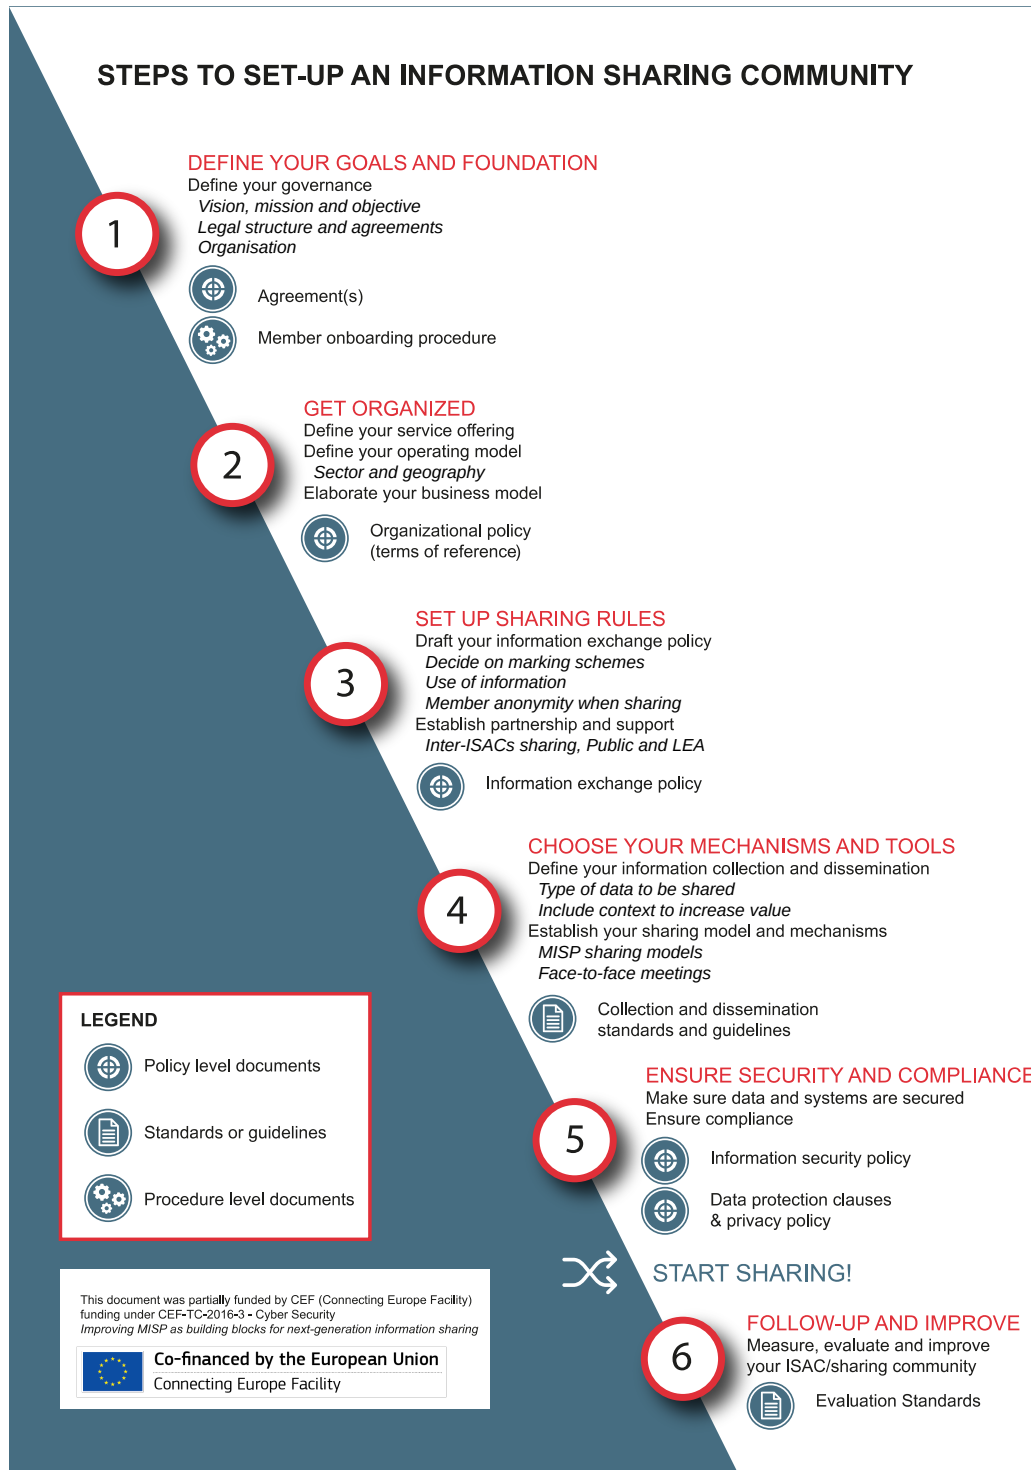 STEPS TO SET-UP AN INFORMATION SHARING COMMUNITY
1
DEFINE YOUR GOALS AND FOUNDATION
Define your governance
Vision, mission and objective
Legal structure and agreements
Organisation
Agreement(s)
Member onboarding procedure
2
GET ORGANIZED
Define your service offering
Define your operating model
Sector and geography
Elaborate your business model
Organizational policy
(terms of reference)
3
SET UP SHARING RULES
Draft your information exchange policy
Decide on marking schemes
Use of information
Member anonymity when sharing
Establish partnership and support
Inter-ISACs sharing, Public and LEA
Information exchange policy
4
CHOOSE YOUR MECHANISMS AND TOOLS
Define your information collection and dissemination
Type of data to be shared
Include context to increase value
Establish your sharing model and mechanisms
MISP sharing models
Face-to-face meetings
Collection and dissemination
standards and guidelines
LEGEND
Policy level documents
Standards or guidelines
Procedure level documents
5
ENSURE SECURITY AND COMPLIANCE
Make sure data and systems are secured
Ensure compliance
Information security policy
Data protection clauses
& privacy policy
START SHARING!
6
FOLLOW-UP AND IMPROVE
Measure, evaluate and improve
your ISAC/sharing community
Evaluation Standards
This document was partially funded by CEF (Connecting Europe Facility)
funding under CEF-TC-2016-3 - Cyber Security
Improving MISP as building blocks for next-generation information sharing
Co-financed by the European Union
Connecting Europe Facility